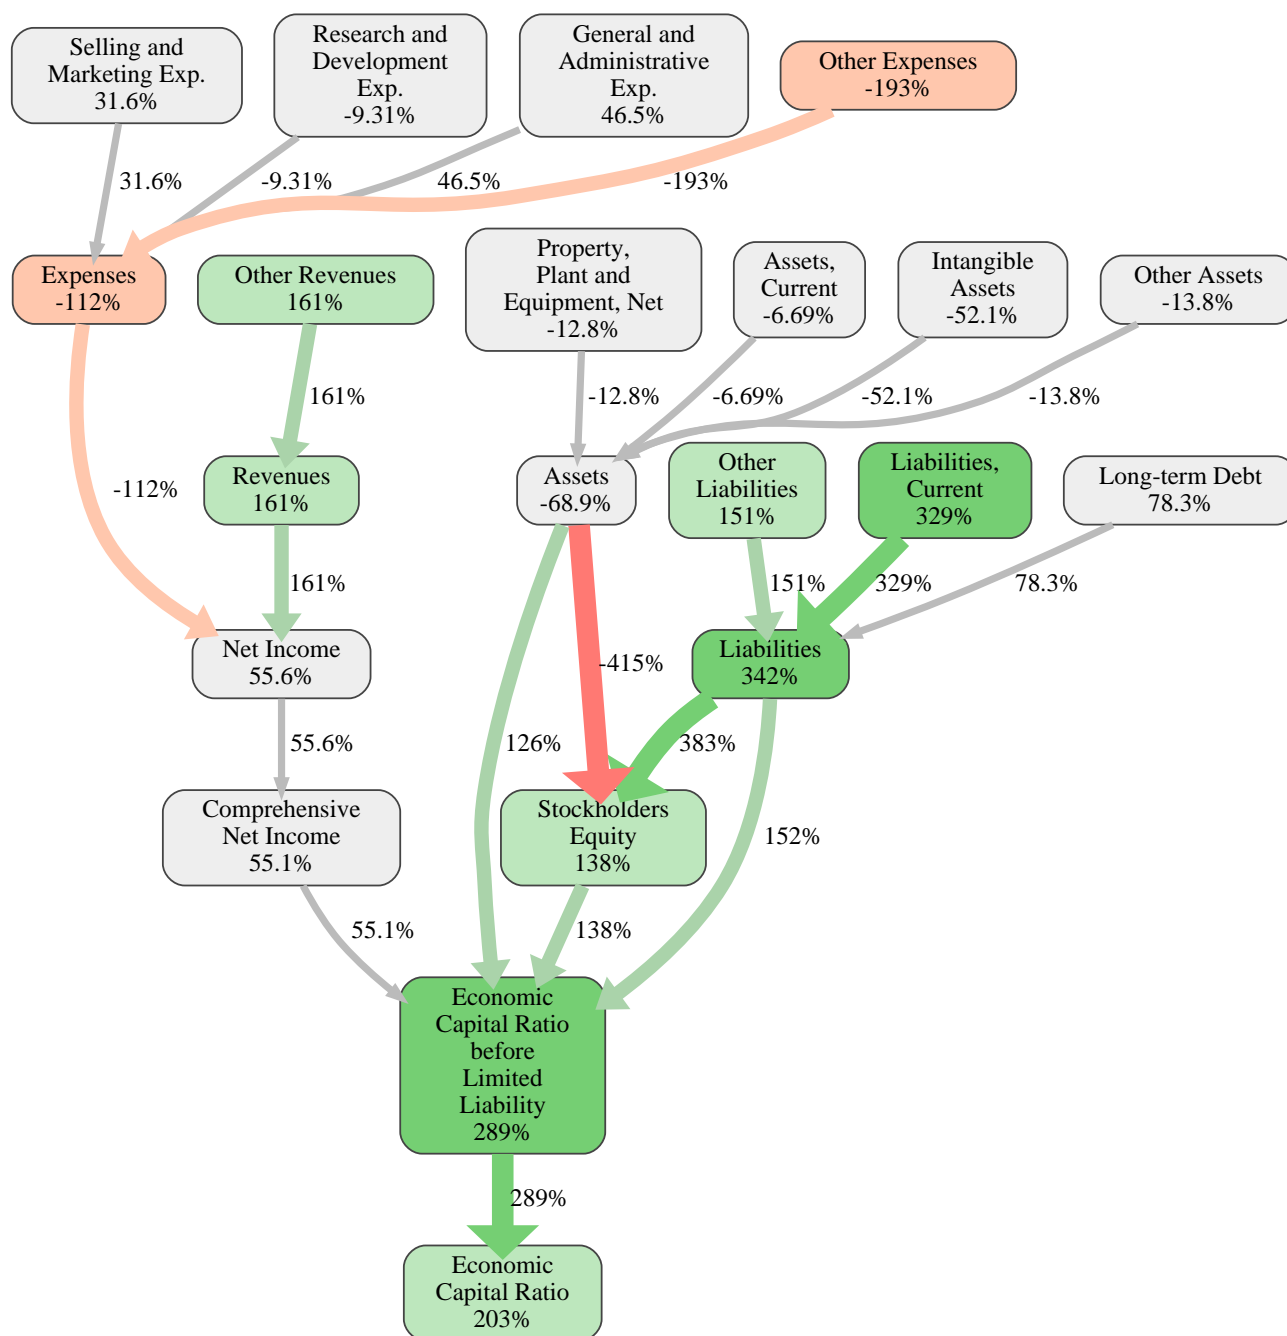 Selling and
Marketing Exp.
31.6%
Research and
Development
Exp.
-9.31%
General and
Administrative
Exp.
46.5%
Other Expenses
-193%
31.6%
-9.31%
46.5%
-193%
Expenses
-112%
Other Revenues
161%
Property,
Plant and
Equipment, Net
-12.8%
Assets,
Current
-6.69%
Intangible
Assets
-52.1%
Other Assets
-13.8%
161%
-12.8%
-6.69%
-52.1%
-13.8%
-112%
Revenues
161%
Assets
-68.9%
Other
Liabilities
151%
Liabilities,
Current
329%
Long-term Debt
78.3%
161%
151%
329%
78.3%
Net Income
55.6%
-415%
Liabilities
342%
55.6%
126%
383%
Comprehensive
Net Income
55.1%
Stockholders
Equity
138%
152%
55.1%
138%
Economic
Capital Ratio
before
Limited
Liability
289%
289%
Economic
Capital Ratio
203%